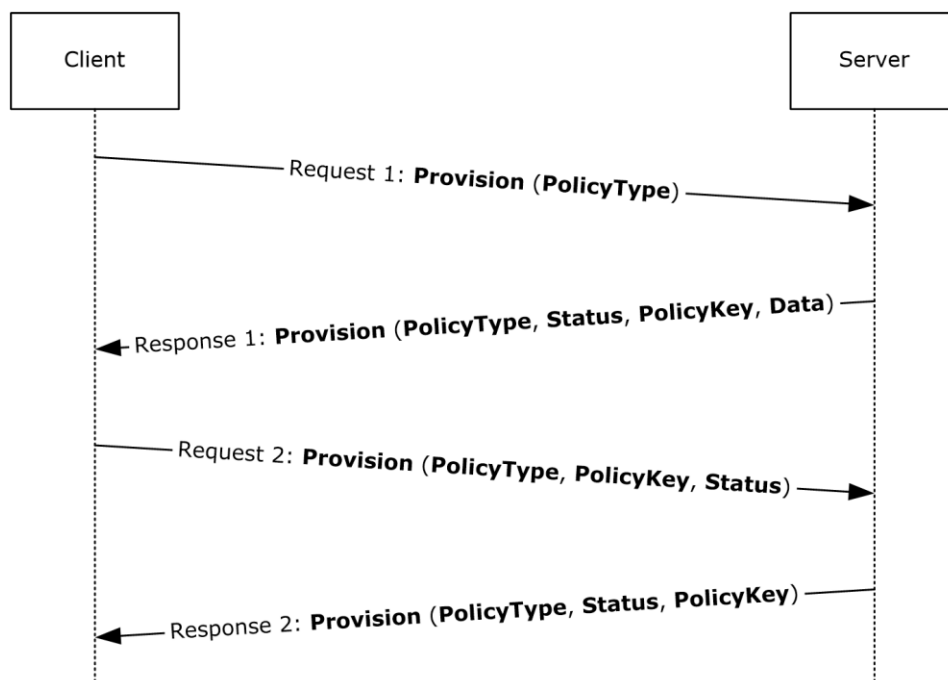 Client
Server
Request 1: Provision (PolicyType)
Response 1: Provision (PolicyType, Status, PolicyKey, Data)
Request 2: Provision (PolicyType, PolicyKey, Status)
Response 2: Provision (PolicyType, Status, PolicyKey)